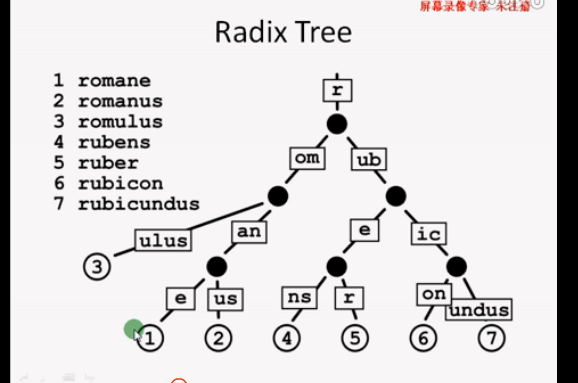 屏幕录像专家 未注册
Radix Tree
1 romane
2 romanus
3 romulus
4 rubens
5 ruber
6 rubicon
7 rubicundus
r
om
ub
ulus
an
e
ic
3
e
us
ns
r
on
undus
1
2
4
5
6
7